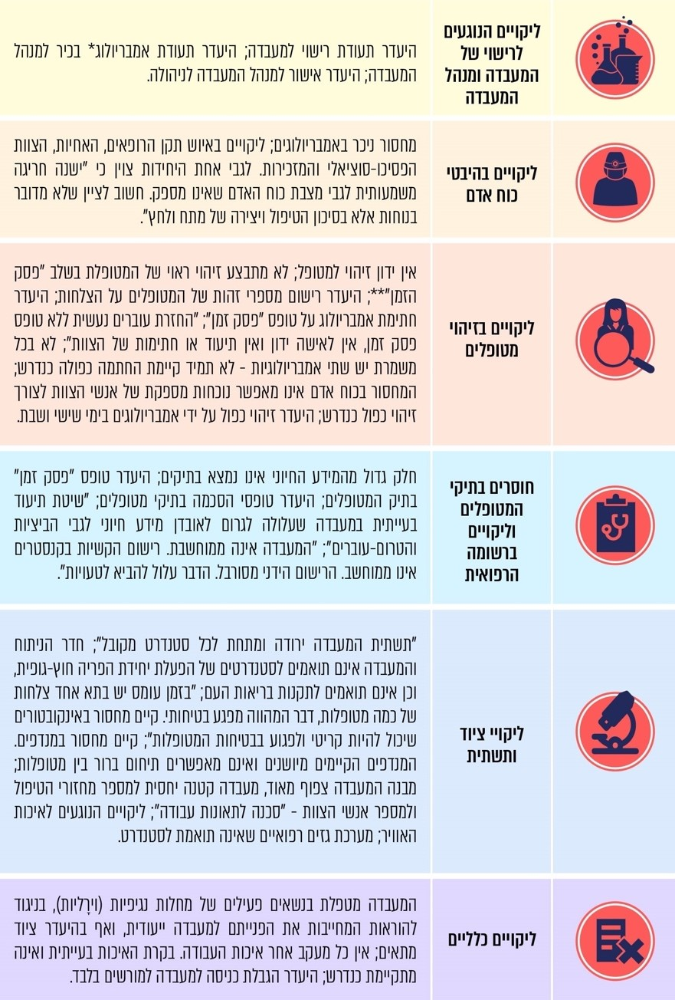 ליקויים הנוגעים
לרישוי של
המעבדה ומנהל
המעבדה
היעדר תעודת רישוי למעבדה; היעדר תעודת אמבריולוג* בכיר למנהל
המעבדה; היעדר אישור למנהל המעבדה לניהולה.
ליקויים בהיבטי
כוח אדם
מחסור ניכר באמבריולוגים; ליקויים באיוש תקן הרופאים, האחיות, הצוות
הפסיכו-סוציאלי והמזכירות. לגבי אחת היחידות צוין כי "ישנה חריגה
משמעותית לגבי מצבת כוח האדם שאינו מספק. חשוב לציין שלא מדובר
בנוחות אלא בסיכון הטיפול ויצירה של מתח ולחץ".
ליקויים בזיהוי
מטופלים
אין ידון זיהוי למטופל; לא מתבצע זיהוי ראוי של המטופלת בשלב "פסק
הזמן"**; היעדר רישום מספרי זהות של המטופלים על הצלחות; היעדר
חתימת אמבריולוג על טופס "פסק זמן"; "החזרת עוברים נעשית ללא טופס
פסק זמן, אין לאישה ידון ואין תיעוד או חתימות של הצוות"; לא בכל
משמרת יש שתי אמבריולוגיות - לא תמיד קיימת החתמה כפולה כנדרש;
המחסור בכוח אדם אינו מאפשר נוכחות מספקת של אנשי הצוות לצורך
זיהוי כפול כנדרש; היעדר זיהוי כפול על ידי אמבריולוגים בימי שישי ושבת.
חוסרים בתיקי
המטופלים
וליקויים
ברשומה
הרפואית
חלק גדול מהמידע החיוני אינו נמצא בתיקים; היעדר טופס "פסק זמן"
בתיק המטופלים; היעדר טופסי הסכמה בתיקי מטופלים; "שיטת תיעוד
בעייתית במעבדה שעלולה לגרום לאובדן מידע חיוני לגבי הביציות
והטרום-עוברים"; "המעבדה אינה ממוחשבת. רישום הקשיות בקנסטרים
אינו ממוחשב. הרישום הידני מסורבל. הדבר עלול להביא לטעויות".
ליקויי ציוד
ותשתית
"תשתית המעבדה ירודה ומתחת לכל סטנדרט מקובל"; חדר הניתוח
והמעבדה אינם תואמים לסטנדרטים של הפעלת יחידת הפריה חוץ-גופית,
וכן אינם תואמים לתקנות בריאות העם; "בזמן עומס יש בתא אחד צלחות
של כמה מטופלות, דבר המהווה מפגע בטיחותי. קיים מחסור באינקובטורים
שיכול להיות קריטי ולפגוע בבטיחות המטופלות"; קיים מחסור במנדפים.
המנדפים הקיימים מיושנים ואינם מאפשרים תיחום ברור בין מטופלות;
מבנה המעבדה צפוף מאוד, מעבדה קטנה יחסית למספר מחזורי הטיפול
ולמספר אנשי הצוות - "סכנה לתאונות עבודה"; ליקויים הנוגעים לאיכות
האוויר; מערכת גזים רפואיים שאינה תואמת לסטנדרט.
ליקויים כלליים
המעבדה מטפלת בנשאים פעילים של מחלות נגיפיות (וירָליות), בניגוד
להוראות המחייבות את הפנייתם למעבדה ייעודית, ואף בהיעדר ציוד
מתאים; אין כל מעקב אחר איכות העבודה. בקרת האיכות בעייתית ואינה
מתקיימת כנדרש; היעדר הגבלת כניסה למעבדה למורשים בלבד.